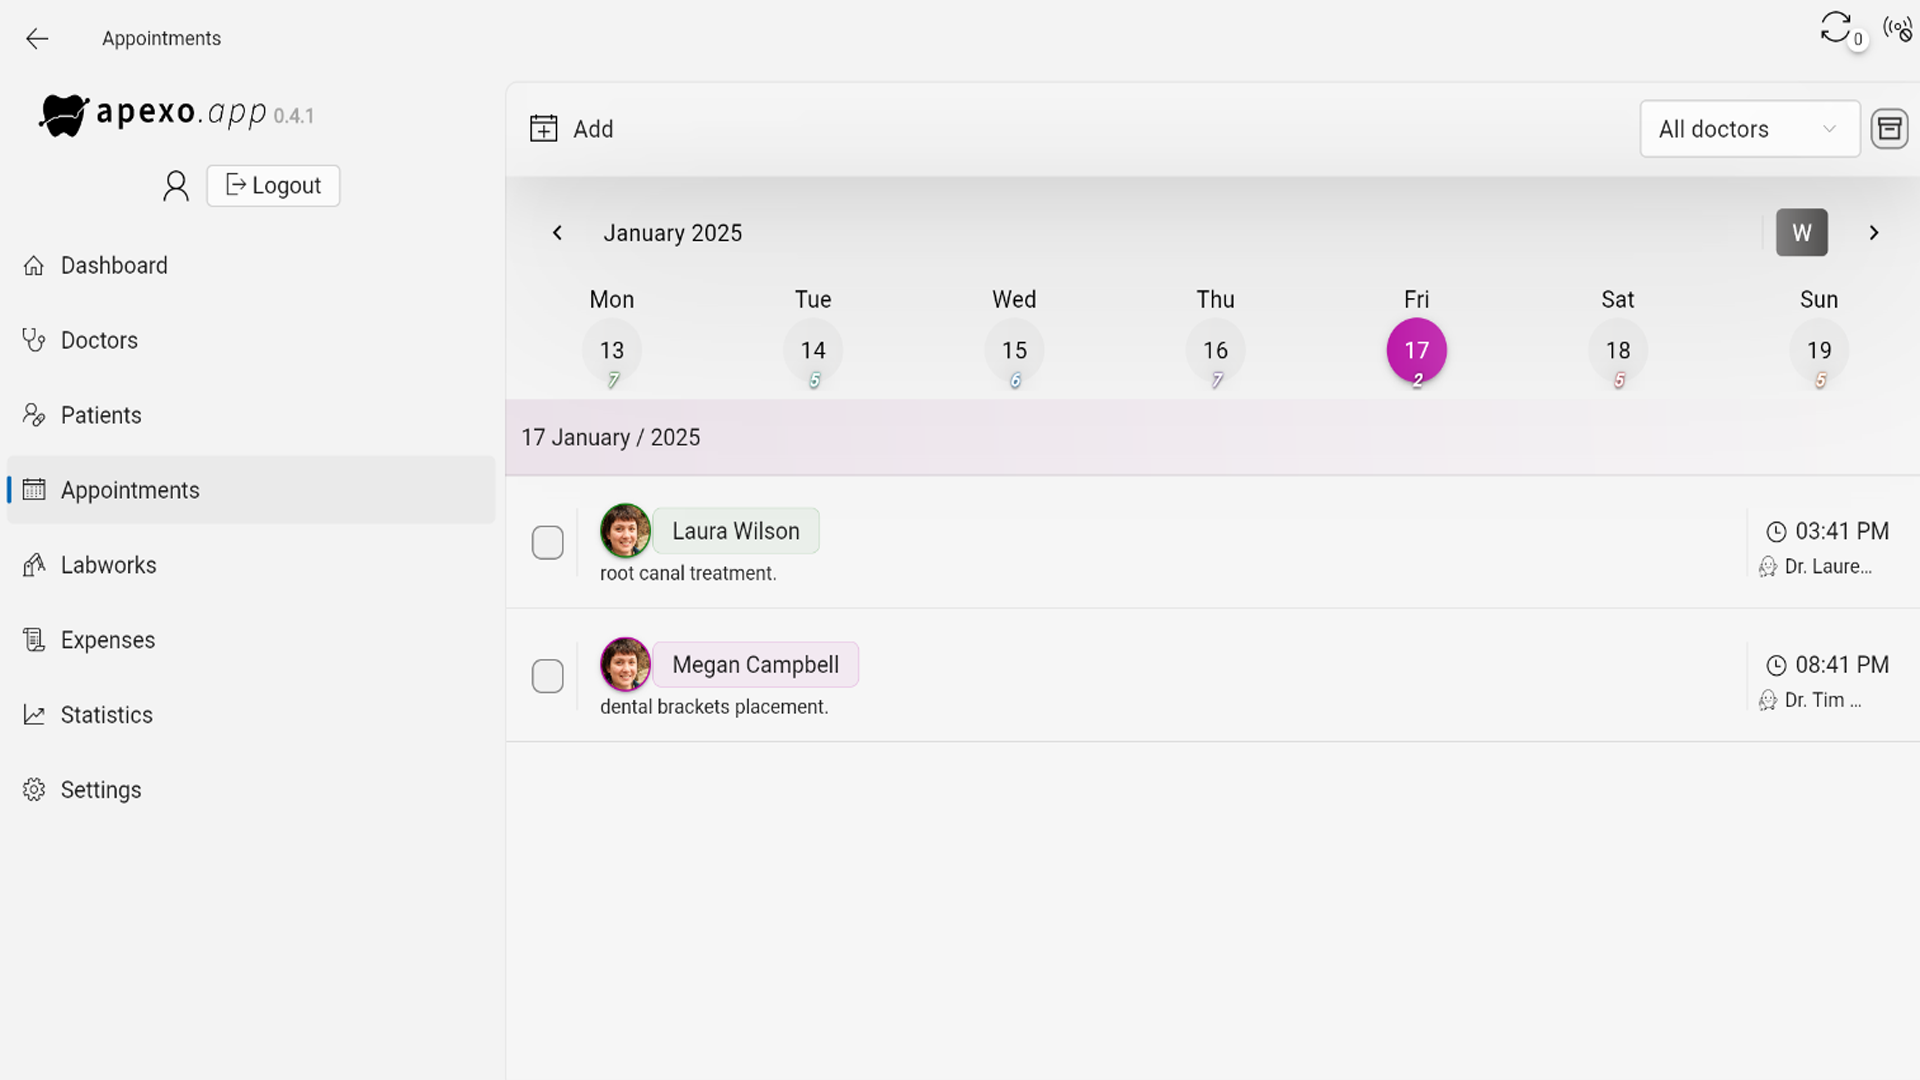 Appointments
0
apexo.app 0.4.1
Logout
Dashboard
Doctors
Patients
Appointments
Labworks
Expenses
Statistics
Settings
Add
All doctors
January 2025
W
Mon Tue Wed Thu Fri Sat Sun
13 14 15 16 17 18 19
7 5 6 7 2 5 5
17 January / 2025
Laura Wilson
03:41 PM
root canal treatment.
Dr. Laure...
Megan Campbell
08:41 PM
dental brackets placement.
Dr. Tim ...